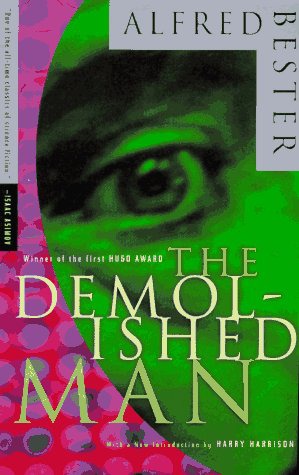 ALFRED
BESTER
"One of the all-time classics of science fiction"
—ISAAC ASIMOV
Winner of the first HUGO AWARD
THE
DEMOL-
ISHED
MAN
With a New Introduction by HARRY HARRISON